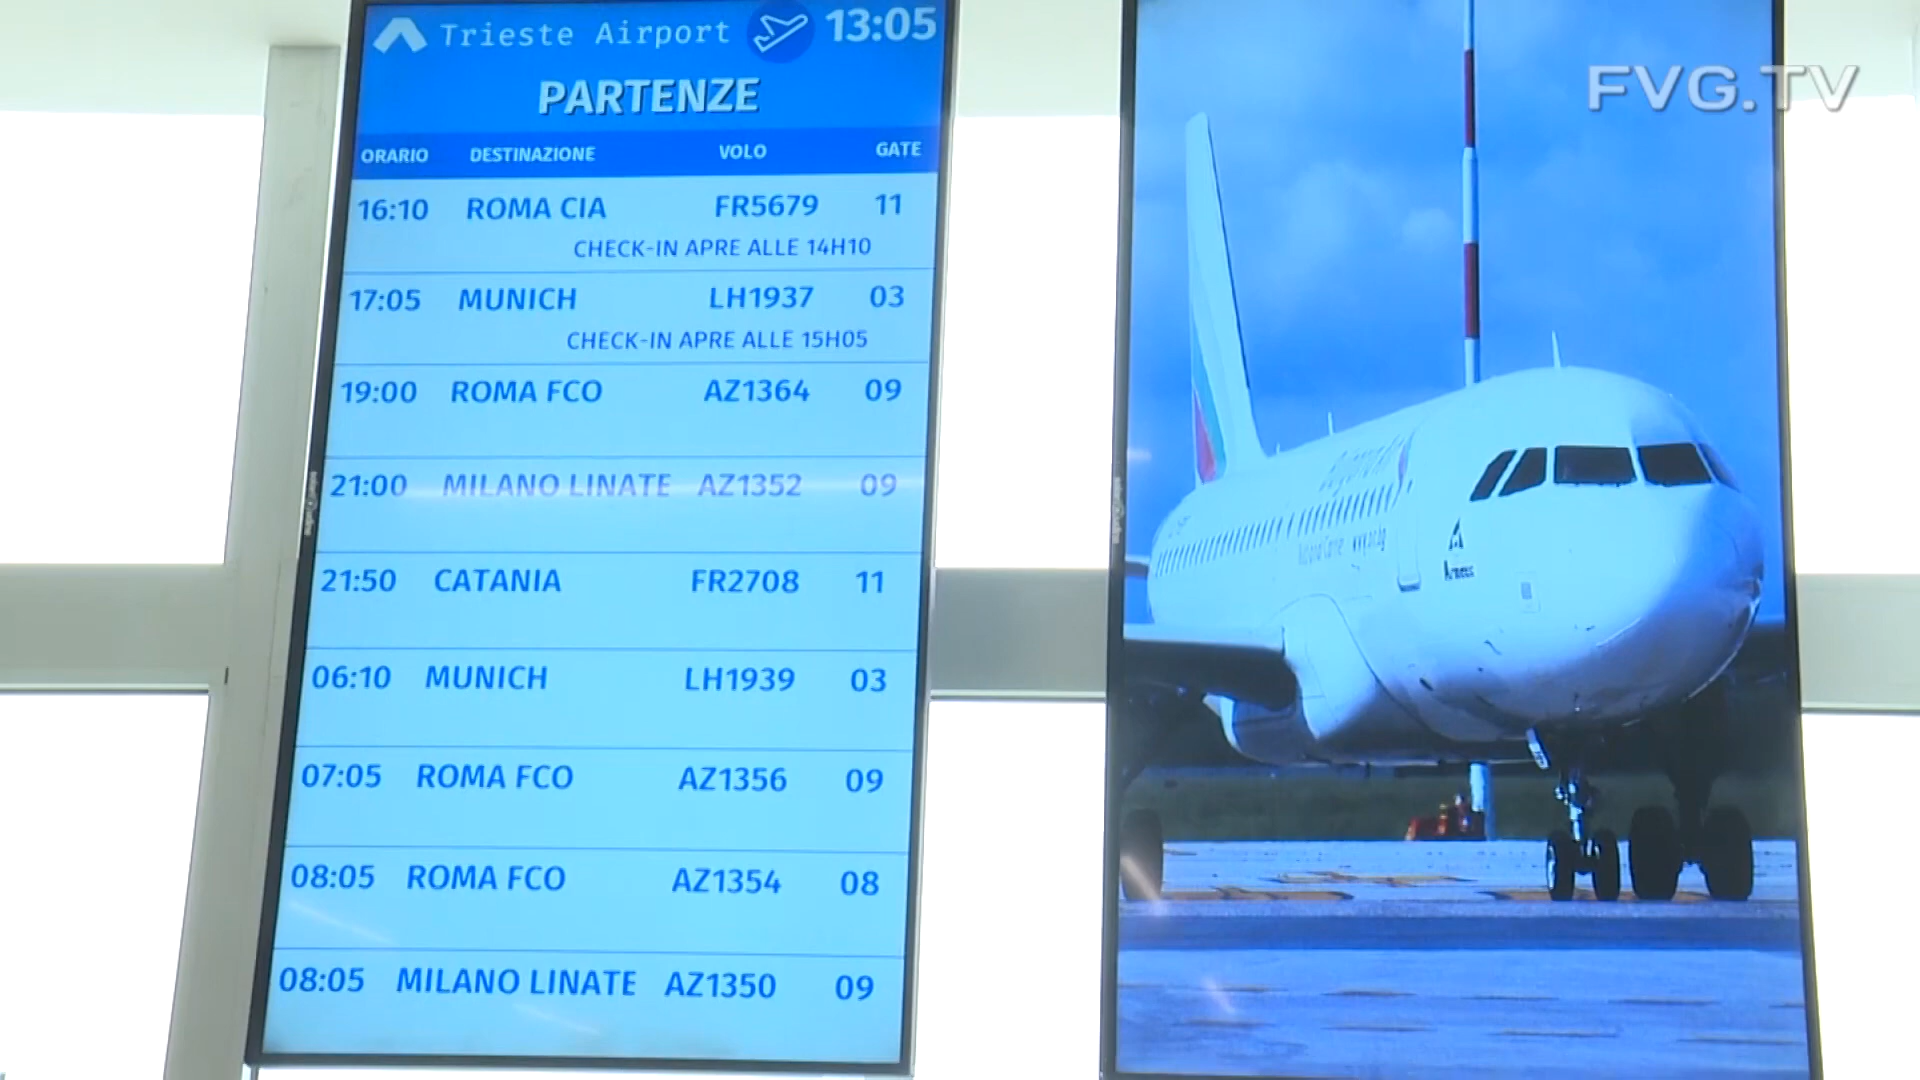 Trieste Airport 13:05
PARTENZE
ORARIO DESTINAZIONE VOLO GATE
16:10 ROMA CIA FR5679 11
CHECK-IN APRE ALLE 14H10
17:05 MUNICH LH1937 03
CHECK-IN APRE ALLE 15H05
19:00 ROMA FCO AZ1364 09
21:00 MILANO LINATE AZ1352 09
21:50 CATANIA FR2708 11
06:10 MUNICH LH1939 03
07:05 ROMA FCO AZ1356 09
08:05 ROMA FCO AZ1354 08
08:05 MILANO LINATE AZ1350 09
FVG.TV